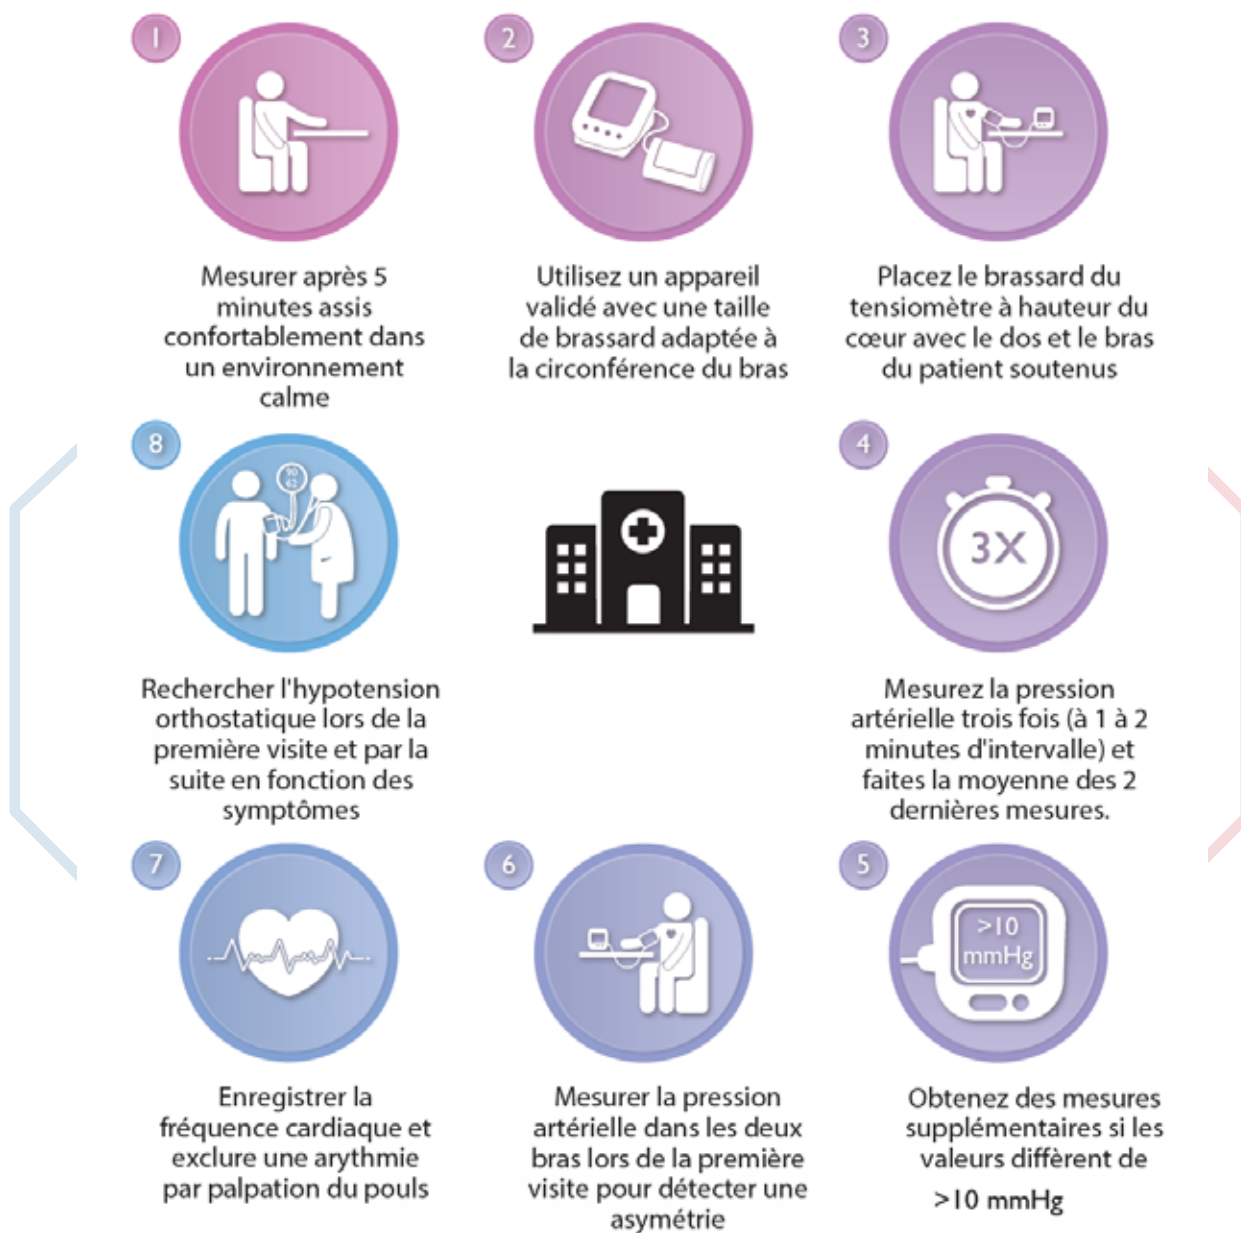 1
Mesurer après 5
minutes assis
confortablement dans
un environnement
calme
2
Utilisez un appareil
validé avec une taille
de brassard adaptée à
la circonférence du bras
3
Placez le brassard du
tensiomètre à hauteur du
cœur avec le dos et le bras
du patient soutenus
4
3X
Mesurez la pression
artérielle trois fois (à 1 à 2
minutes d'intervalle) et
faites la moyenne des 2
dernières mesures.
5
>10
mmHg
Obtenez des mesures
supplémentaires si les
valeurs diffèrent de
>10 mmHg
6
Mesurer la pression
artérielle dans les deux
bras lors de la première
visite pour détecter une
asymétrie
7
Enregistrer la
fréquence cardiaque et
exclure une arythmie
par palpation du pouls
8
90
62
Rechercher l'hypotension
orthostatique lors de la
première visite et par la
suite en fonction des
symptômes